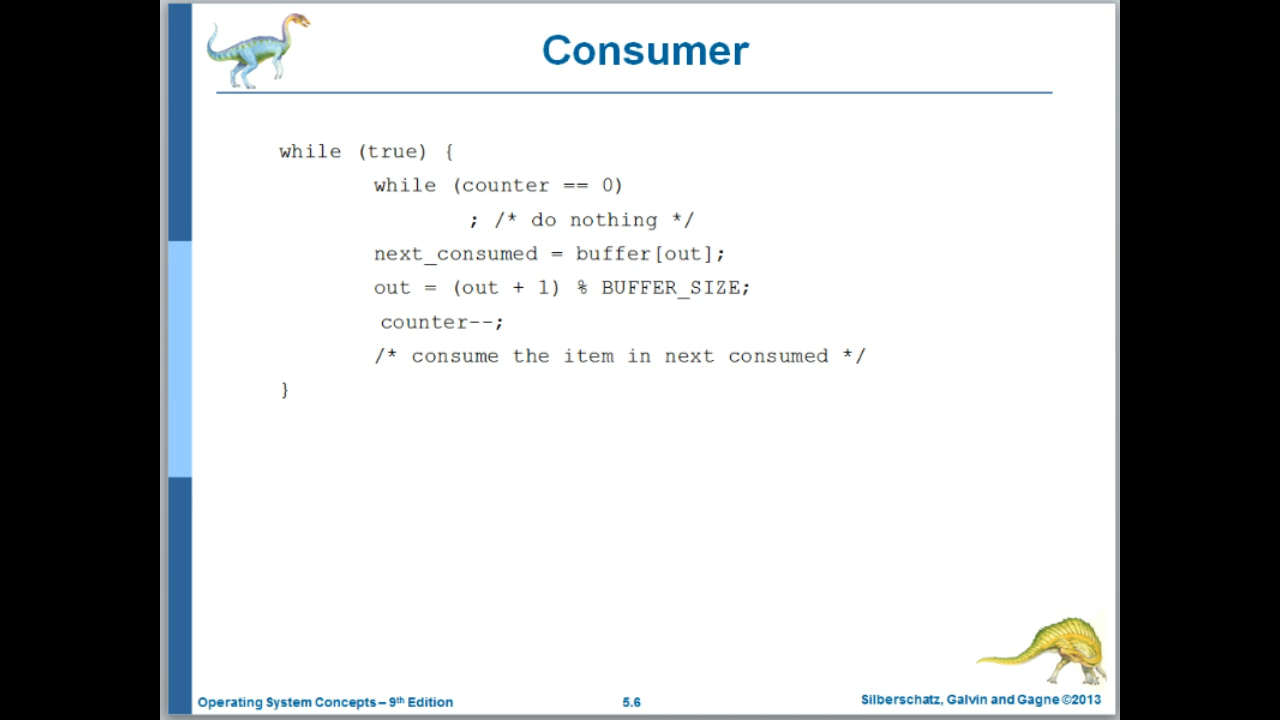 Consumer
while (true) {
while (counter == 0)
; /* do nothing */
next_consumed = buffer[out];
out = (out + 1) % BUFFER_SIZE;
counter--;
/* consume the item in next consumed */
}
Operating System Concepts – 9th Edition
5.6
Silberschatz, Galvin and Gagne ©2013